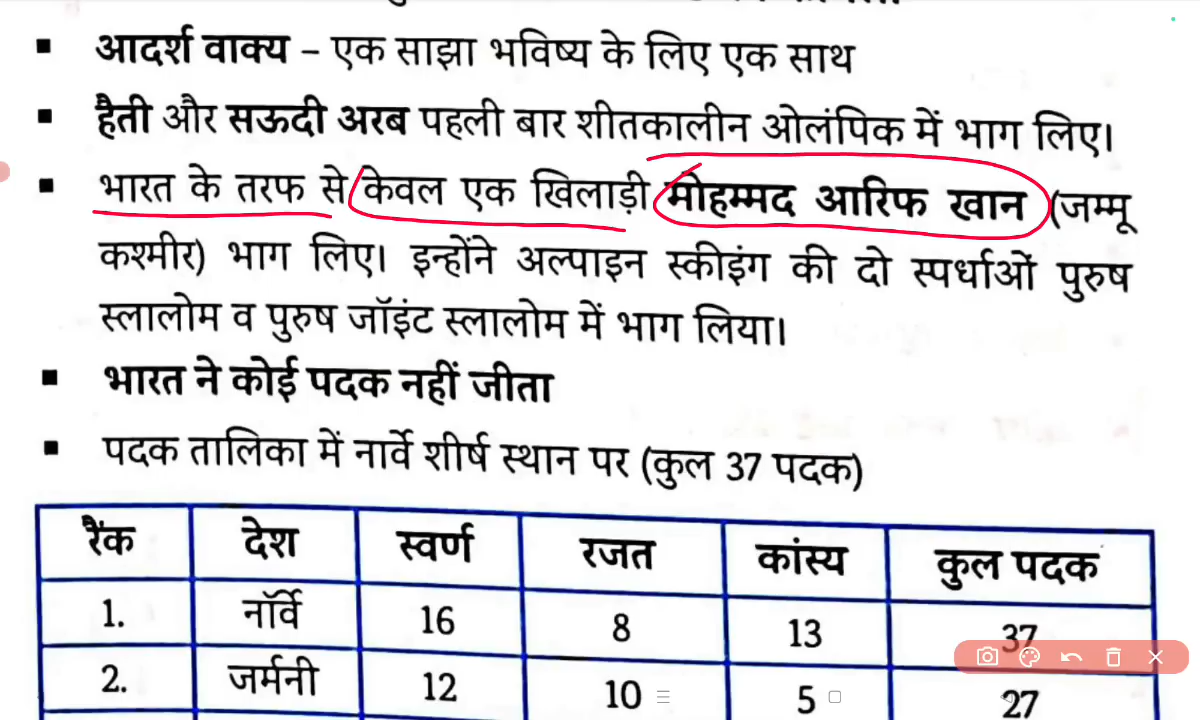 आदर्श वाक्य – एक साझा भविष्य के लिए एक साथ
हैती और सऊदी अरब पहली बार शीतकालीन ओलंपिक में भाग लिए।
भारत के तरफ से केवल एक खिलाड़ी मोहम्मद आरिफ खान (जम्मू
कश्मीर) भाग लिए। इन्होंने अल्पाइन स्कीइंग की दो स्पर्धाओं पुरुष
स्लालोम व पुरुष जॉइंट स्लालोम में भाग लिया।
भारत ने कोई पदक नहीं जीता
पदक तालिका में नार्वे शीर्ष स्थान पर (कुल 37 पदक)
रैंक देश स्वर्ण रजत कांस्य कुल पदक
1. नॉर्वे 16 8 13 37
2. जर्मनी 12 10 5 27